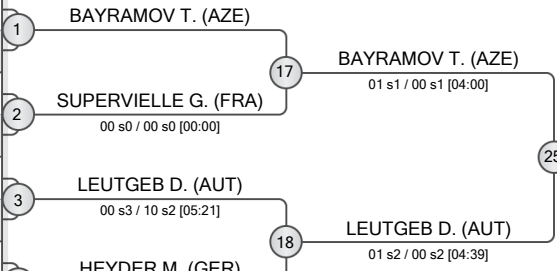 1
BAYRAMOV T. (AZE)
17
BAYRAMOV T. (AZE)
01 s1 / 00 s1 [04:00]
2
SUPERVIELLE G. (FRA)
00 s0 / 00 s0 [00:00]
25
3
LEUTGEB D. (AUT)
00 s3 / 10 s2 [05:21]
18
LEUTGEB D. (AUT)
01 s2 / 00 s2 [04:39]
HEYDER M. (GER)